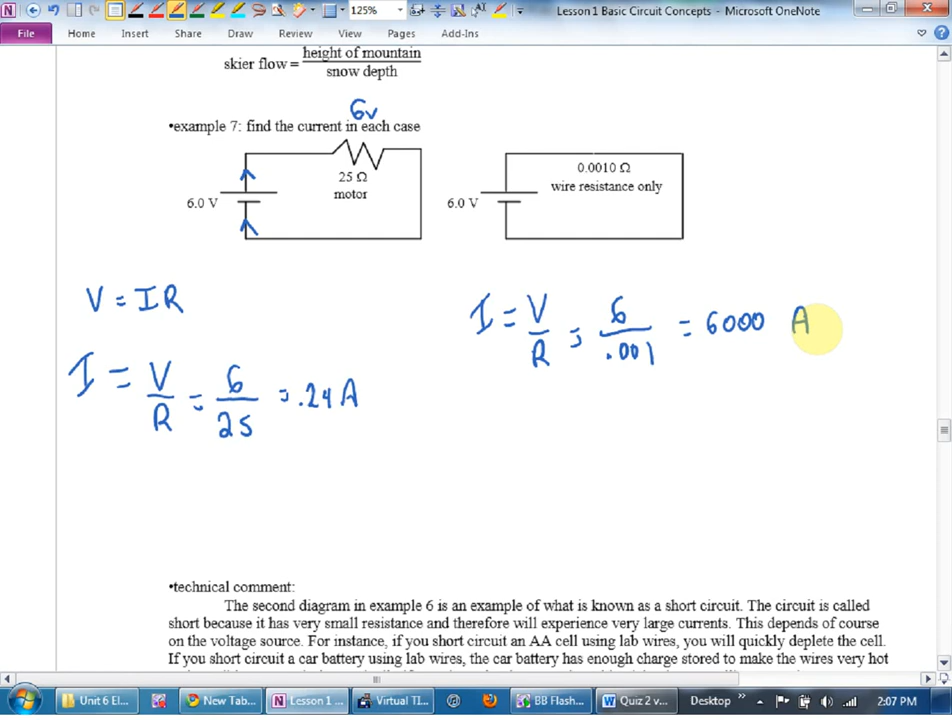 125% Lesson 1 Basic Circuit Concepts - Microsoft OneNote
File Home Insert Share Draw Review View Pocket Case Add-Ins
skier flow = height of mountain
snow depth
6v
•example 7: find the current in each case
25 Ω
motor
6.0 V
0.0010 Ω
wire resistance only
6.0 V
V = IR
I = V/R = 6/25 = .24 A
I = V/R = 6/.001 = 6000 A
•technical comment:
The second diagram in example 6 is an example of what is known as a short circuit. The circuit is called
short because it has very small resistance and therefore will experience very large currents. This depends of course
on the voltage source. For instance, if you short circuit an AA cell using lab wires, you will quickly deplete the cell.
If you short circuit a car battery using lab wires, the car battery has enough charge stored to make the wires very hot
Unit 6 El... New Tab... Lesson 1 ... Virtual TI... BB Flash... Quiz 2 v... Desktop » 2:07 PM